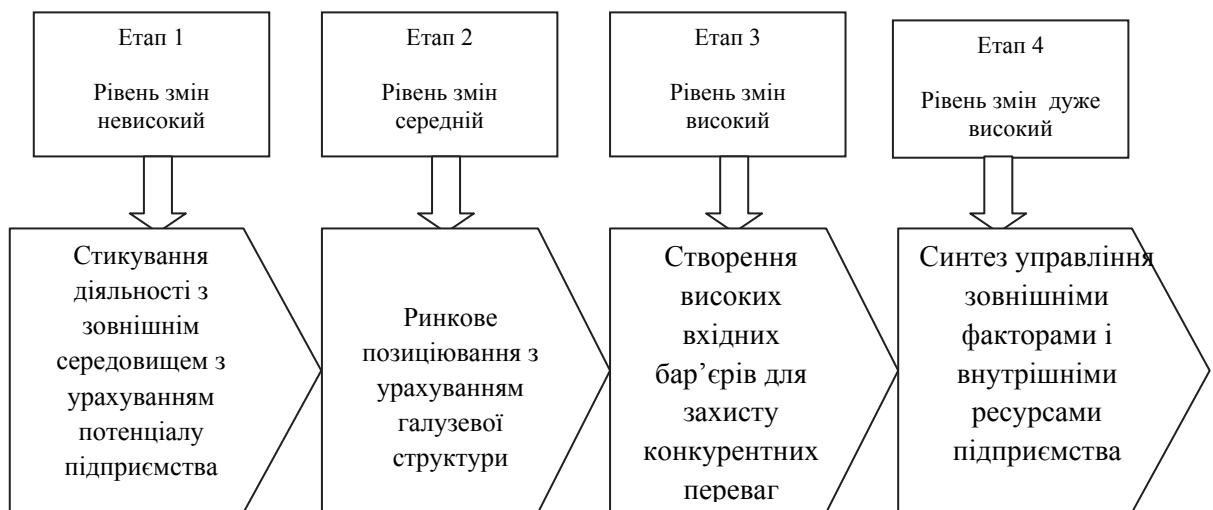 Етап 1
Рівень змін
невисокий
Етап 2
Рівень змін
середній
Етап 3
Рівень змін
високий
Етап 4
Рівень змін дуже
високий
Стикування
діяльності з
зовнішнім
середовищем з
урахуванням
потенціалу
підприємства
Ринкове
позиціювання з
урахуванням
галузевої
структури
Створення
високих
вхідних
бар’єрів для
захисту
конкурентних
переваг
Синтез управління
зовнішніми
факторами і
внутрішніми
ресурсами
підприємства